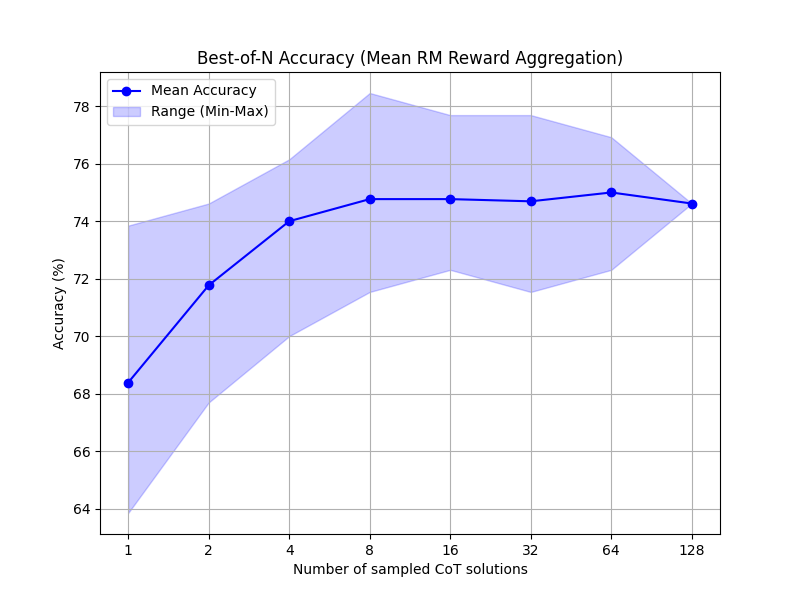 Best-of-N Accuracy (Mean RM Reward Aggregation)
Mean Accuracy
Range (Min-Max)
Accuracy (%)
78
76
74
72
70
68
66
64
1 2 4 8 16 32 64 128
Number of sampled CoT solutions